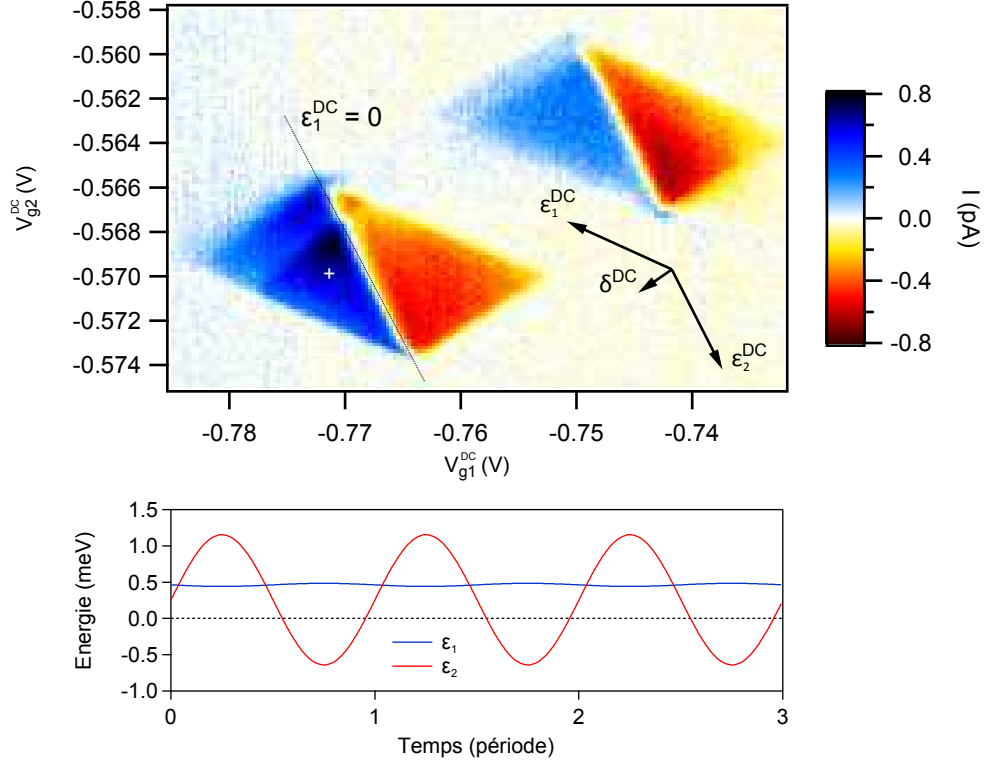 -0.558
-0.560
-0.562
-0.564
-0.566
-0.568
-0.570
-0.572
-0.574
V_g2^DC (V)
ε_1^DC = 0
ε_1^DC
δ^DC
ε_2^DC
-0.78 -0.77 -0.76 -0.75 -0.74
V_g1^DC (V)
0.8
0.4
0.0
-0.4
-0.8
I (pA)
1.5
1.0
0.5
0.0
-0.5
-1.0
Energie (meV)
ε_1
ε_2
0 1 2 3
Temps (période)